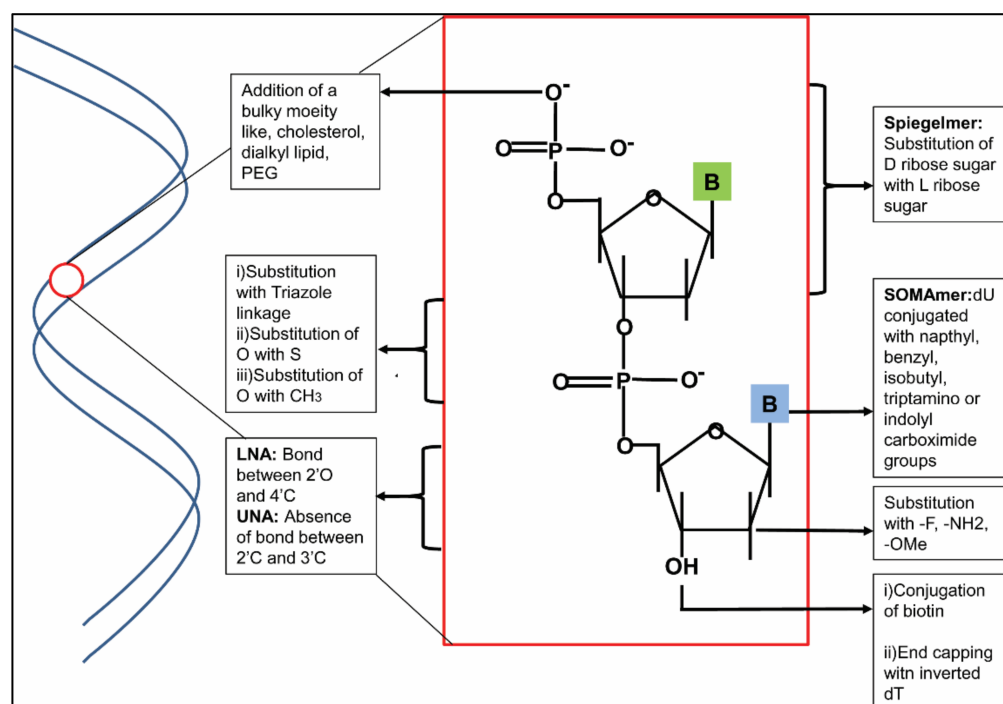 Addition of a
bulky moeity
like, cholesterol,
dialkyl lipid,
PEG
i)Substitution
with Triazole
linkage
ii)Substitution of
O with S
iii)Substitution of
O with CH3
LNA: Bond
between 2'O
and 4'C
UNA: Absence
of bond between
2'C and 3'C
O-
O
P
O-
O
O
B
O
O
P
O-
O
O
B
OH
Spiegelmer:
Substitution of
D ribose sugar
with L ribose
sugar
SOMAmer:dU
conjugated
with napthyl,
benzyl,
isobutyl,
triptamino or
indolyl
carboximide
groups
Substitution
with -F, -NH2,
-OMe
i)Conjugation
of biotin
ii)End capping
witn inverted
dT